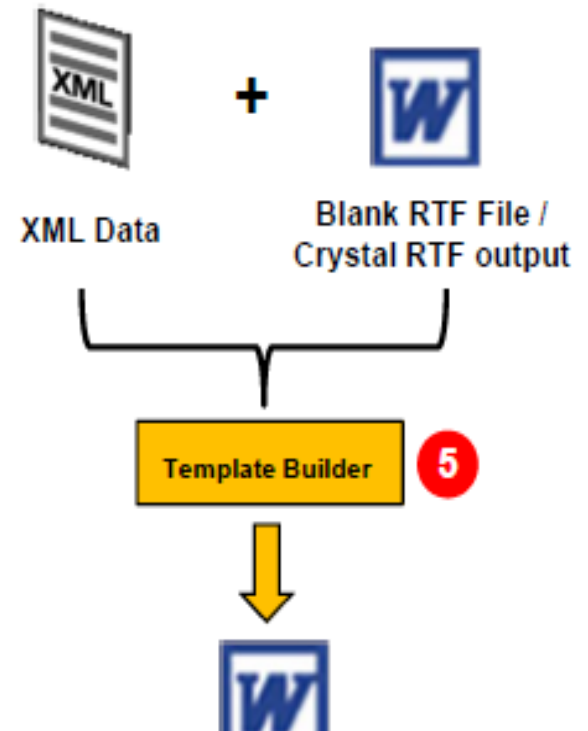 XML
+
W
XML Data
Blank RTF File /
Crystal RTF output
Template Builder
5
W